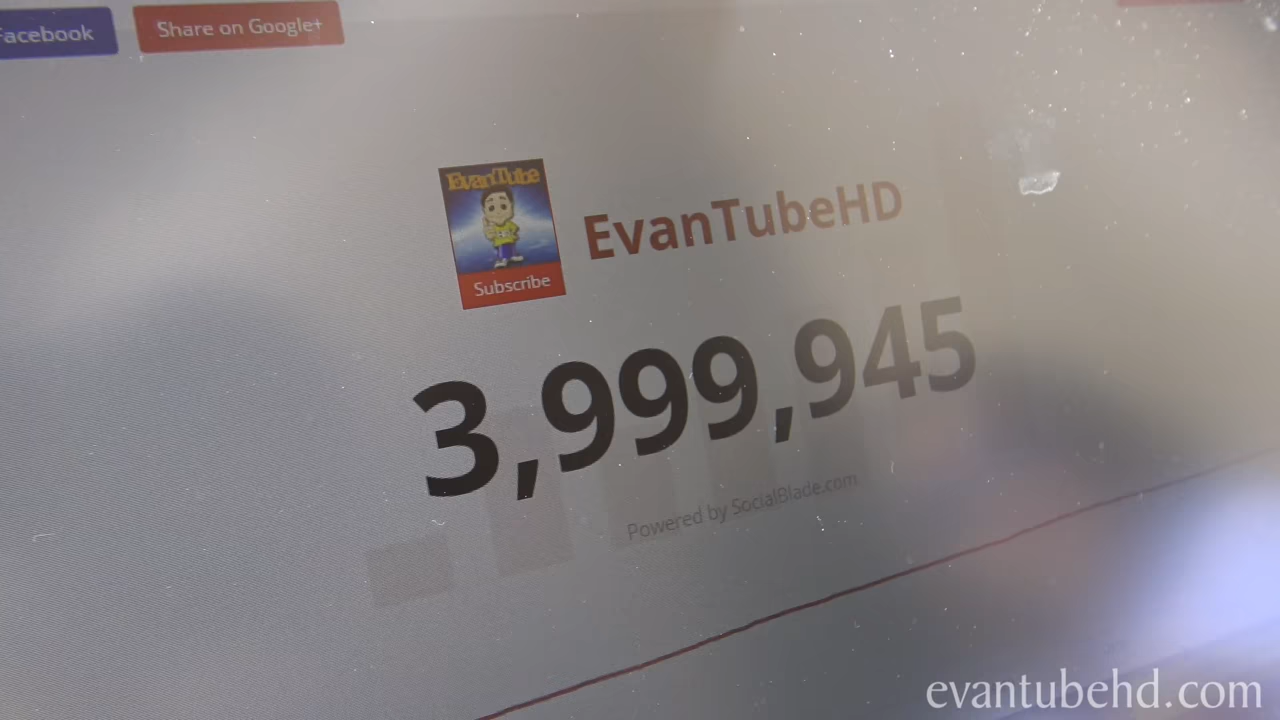 Facebook
Share on Google+
EvanTube
Subscribe
EvanTubeHD
3,999,945
Powered by SocialBlade.com
evantubehd.com